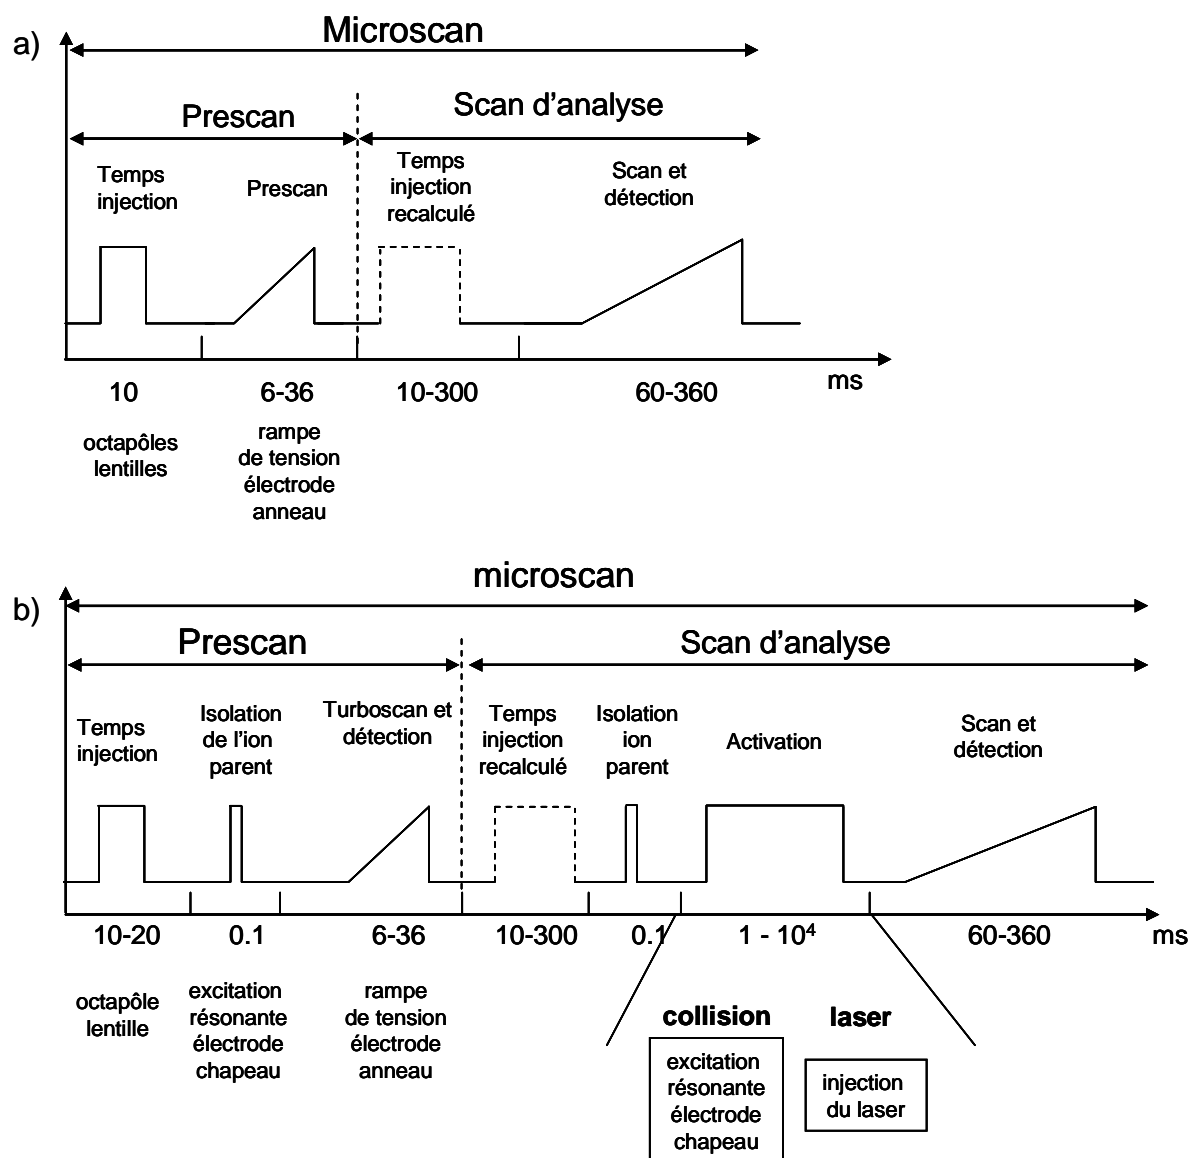 a)
Microscan
Prescan
Scan d'analyse
Temps
injection
Prescan
Temps
injection
recalculé
Scan et
détection
ms
10
6-36
10-300
60-360
octapôles
lentilles
rampe
de tension
électrode
anneau
b)
microscan
Prescan
Scan d'analyse
Temps
injection
Isolation
de l'ion
parent
Turboscan et
détection
Temps
injection
recalculé
Isolation
ion
parent
Activation
Scan et
détection
10-20
0.1
6-36
10-300
0.1
1 - 10⁴
60-360
ms
octapôle
lentille
excitation
résonante
électrode
chapeau
rampe
de tension
électrode
anneau
collision
laser
excitation
résonante
électrode
chapeau
injection
du laser